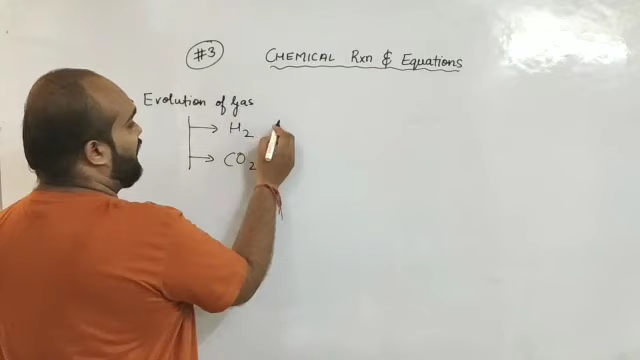 #3
CHEMICAL Rxn & Equations
Evolution of gas
H2
CO2